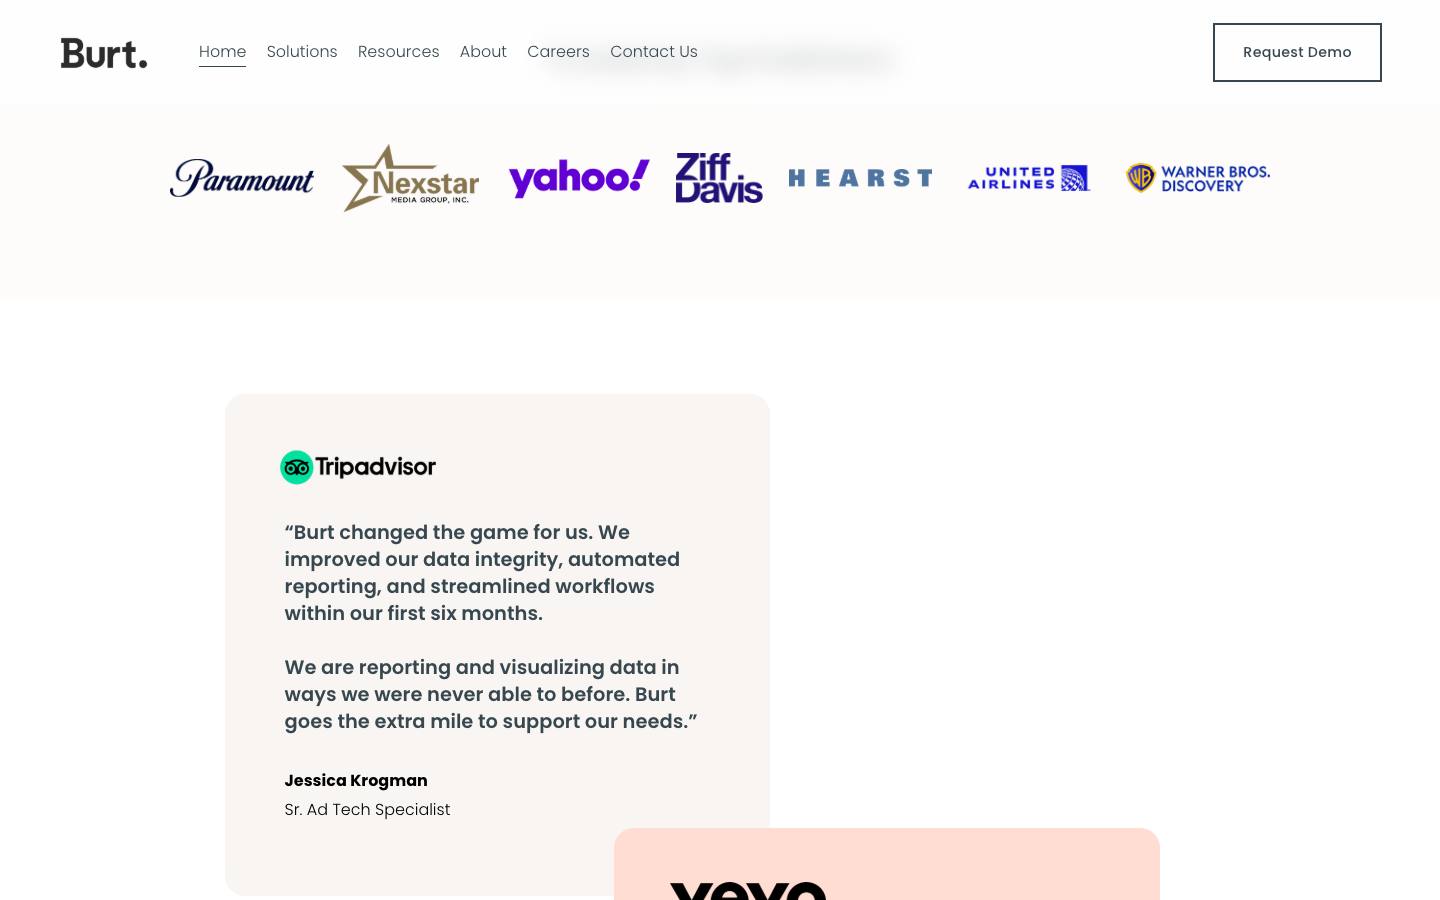 Burt.
Home
Solutions
Resources
About
Careers
Contact Us
Request Demo
Paramount
Nexstar
MEDIA GROUP, INC.
yahoo!
Ziff
Davis
HEARST
UNITED
AIRLINES
WB
WARNER BROS.
DISCOVERY
Tripadvisor
“Burt changed the game for us. We
improved our data integrity, automated
reporting, and streamlined workflows
within our first six months.
We are reporting and visualizing data in
ways we were never able to before. Burt
goes the extra mile to support our needs.”
Jessica Krogman
Sr. Ad Tech Specialist